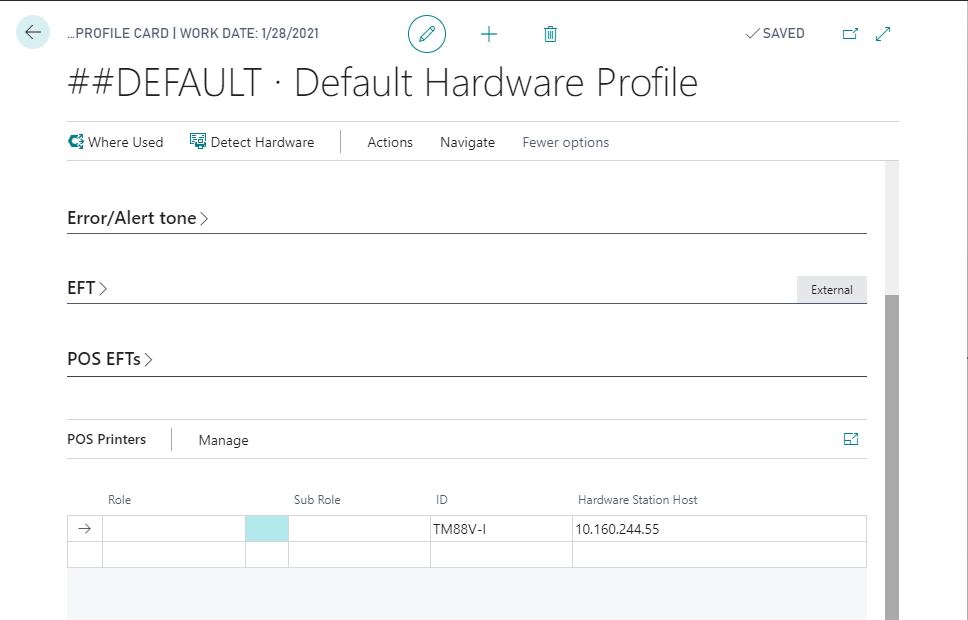 ...PROFILE CARD | WORK DATE: 1/28/2021
SAVED
##DEFAULT · Default Hardware Profile
Where Used Detect Hardware Actions Navigate Fewer options
Error/Alert tone
EFT
External
POS EFTs
POS Printers Manage
Role Sub Role ID Hardware Station Host
TM88V-I 10.160.244.55